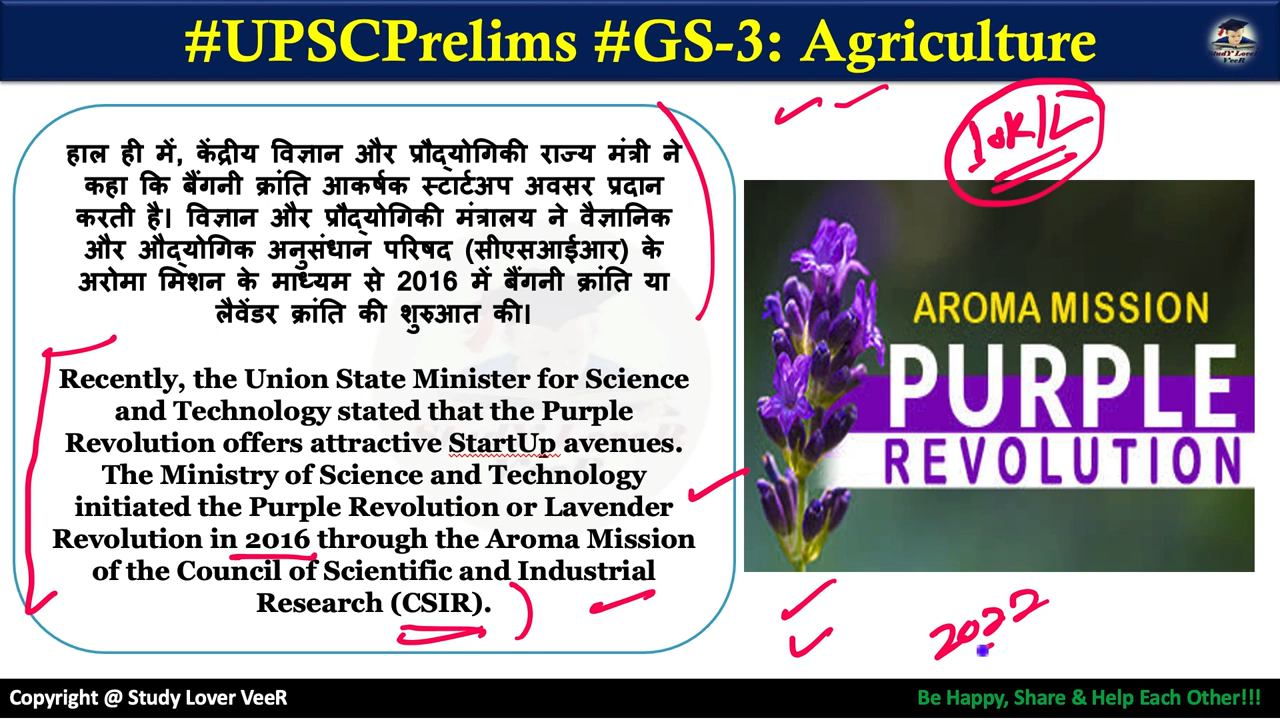 #UPSCPrelims #GS-3: Agriculture
StudY Lover
VeeR
हाल ही में, केंद्रीय विज्ञान और प्रौद्योगिकी राज्य मंत्री ने
कहा कि बैंगनी क्रांति आकर्षक स्टार्टअप अवसर प्रदान
करती है। विज्ञान और प्रौद्योगिकी मंत्रालय ने वैज्ञानिक
और औद्योगिक अनुसंधान परिषद (सीएसआईआर) के
अरोमा मिशन के माध्यम से 2016 में बैंगनी क्रांति या
लैवेंडर क्रांति की शुरुआत की।
Recently, the Union State Minister for Science
and Technology stated that the Purple
Revolution offers attractive StartUp avenues.
The Ministry of Science and Technology
initiated the Purple Revolution or Lavender
Revolution in 2016 through the Aroma Mission
of the Council of Scientific and Industrial
Research (CSIR).
AROMA MISSION
PURPLE
REVOLUTION
2022
Copyright @ Study Lover VeeR
Be Happy, Share & Help Each Other!!!